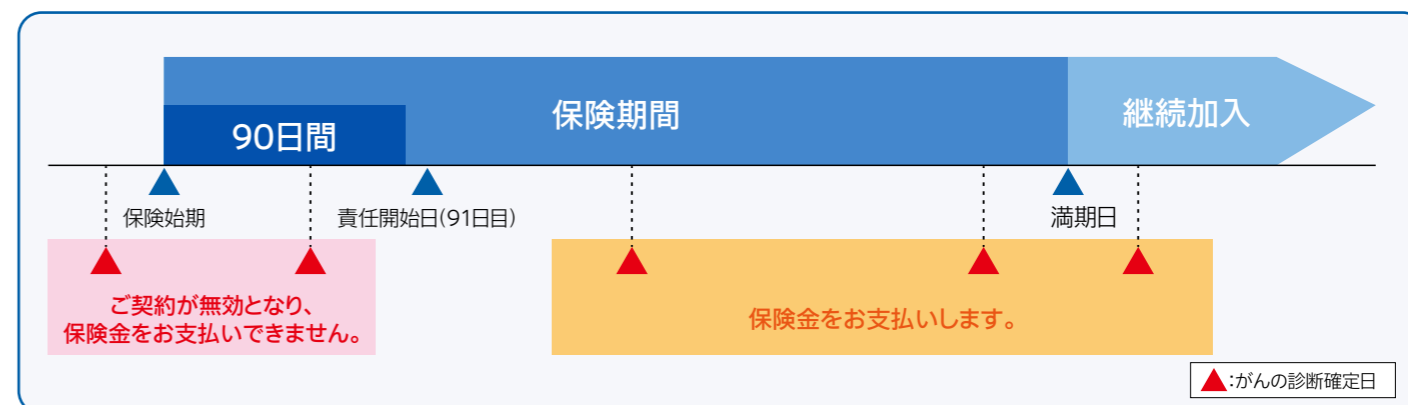 保険期間
継続加入
90日間
保険始期
責任開始日(91日目)
満期日
ご契約が無効となり、
保険金をお支払いできません。
保険金をお支払いします。
:がんの診断確定日